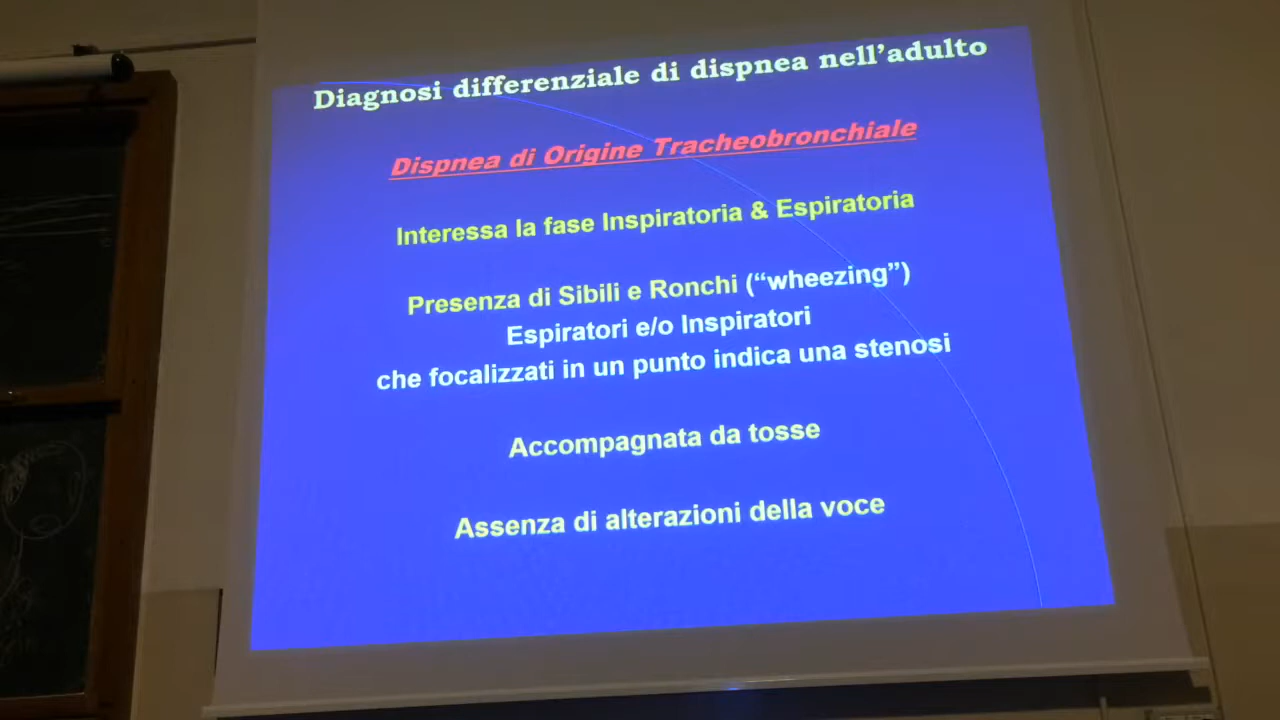 Diagnosi differenziale di dispnea nell'adulto
Dispnea di Origine Tracheobronchiale
Interessa la fase Inspiratoria & Espiratoria
Presenza di Sibili e Ronchi (“wheezing”)
Espiratori e/o Inspiratori
che focalizzati in un punto indica una stenosi
Accompagnata da tosse
Assenza di alterazioni della voce